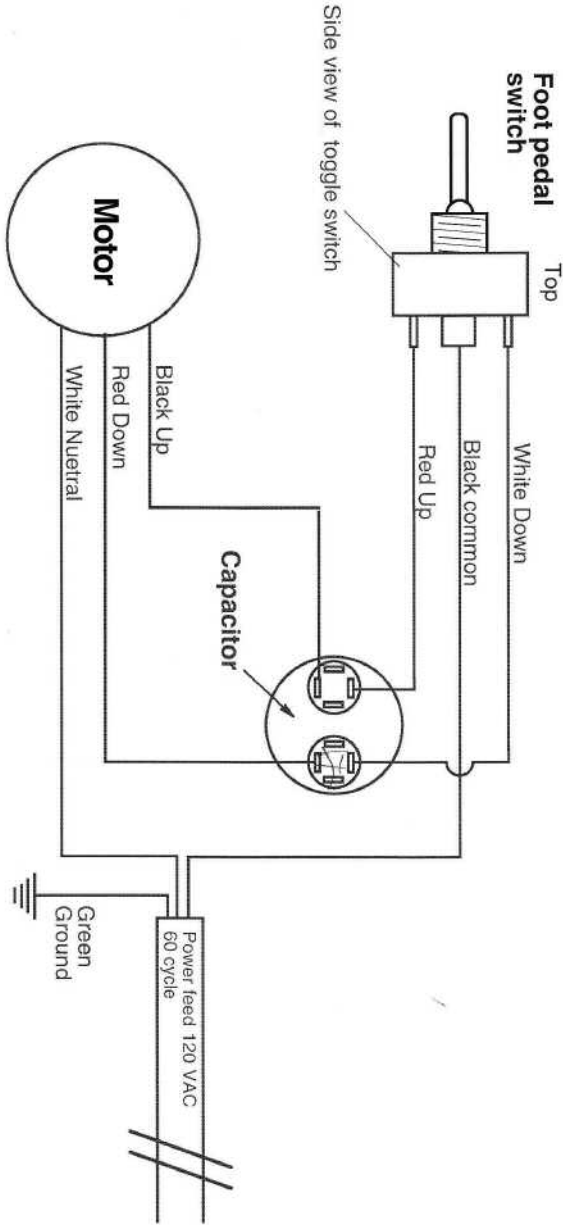 Foot pedal
switch
Top
Side view of toggle switch
White Down
Black common
Red Up
Motor
Black Up
Red Down
White Nuetral
Capacitor
Green
Ground
Power feed 120 VAC
60 cycle